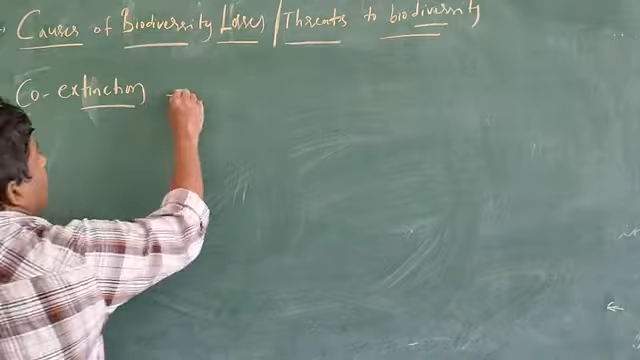 Causes of Biodiversity Losses / Threats to biodiversity
Co-extinction -